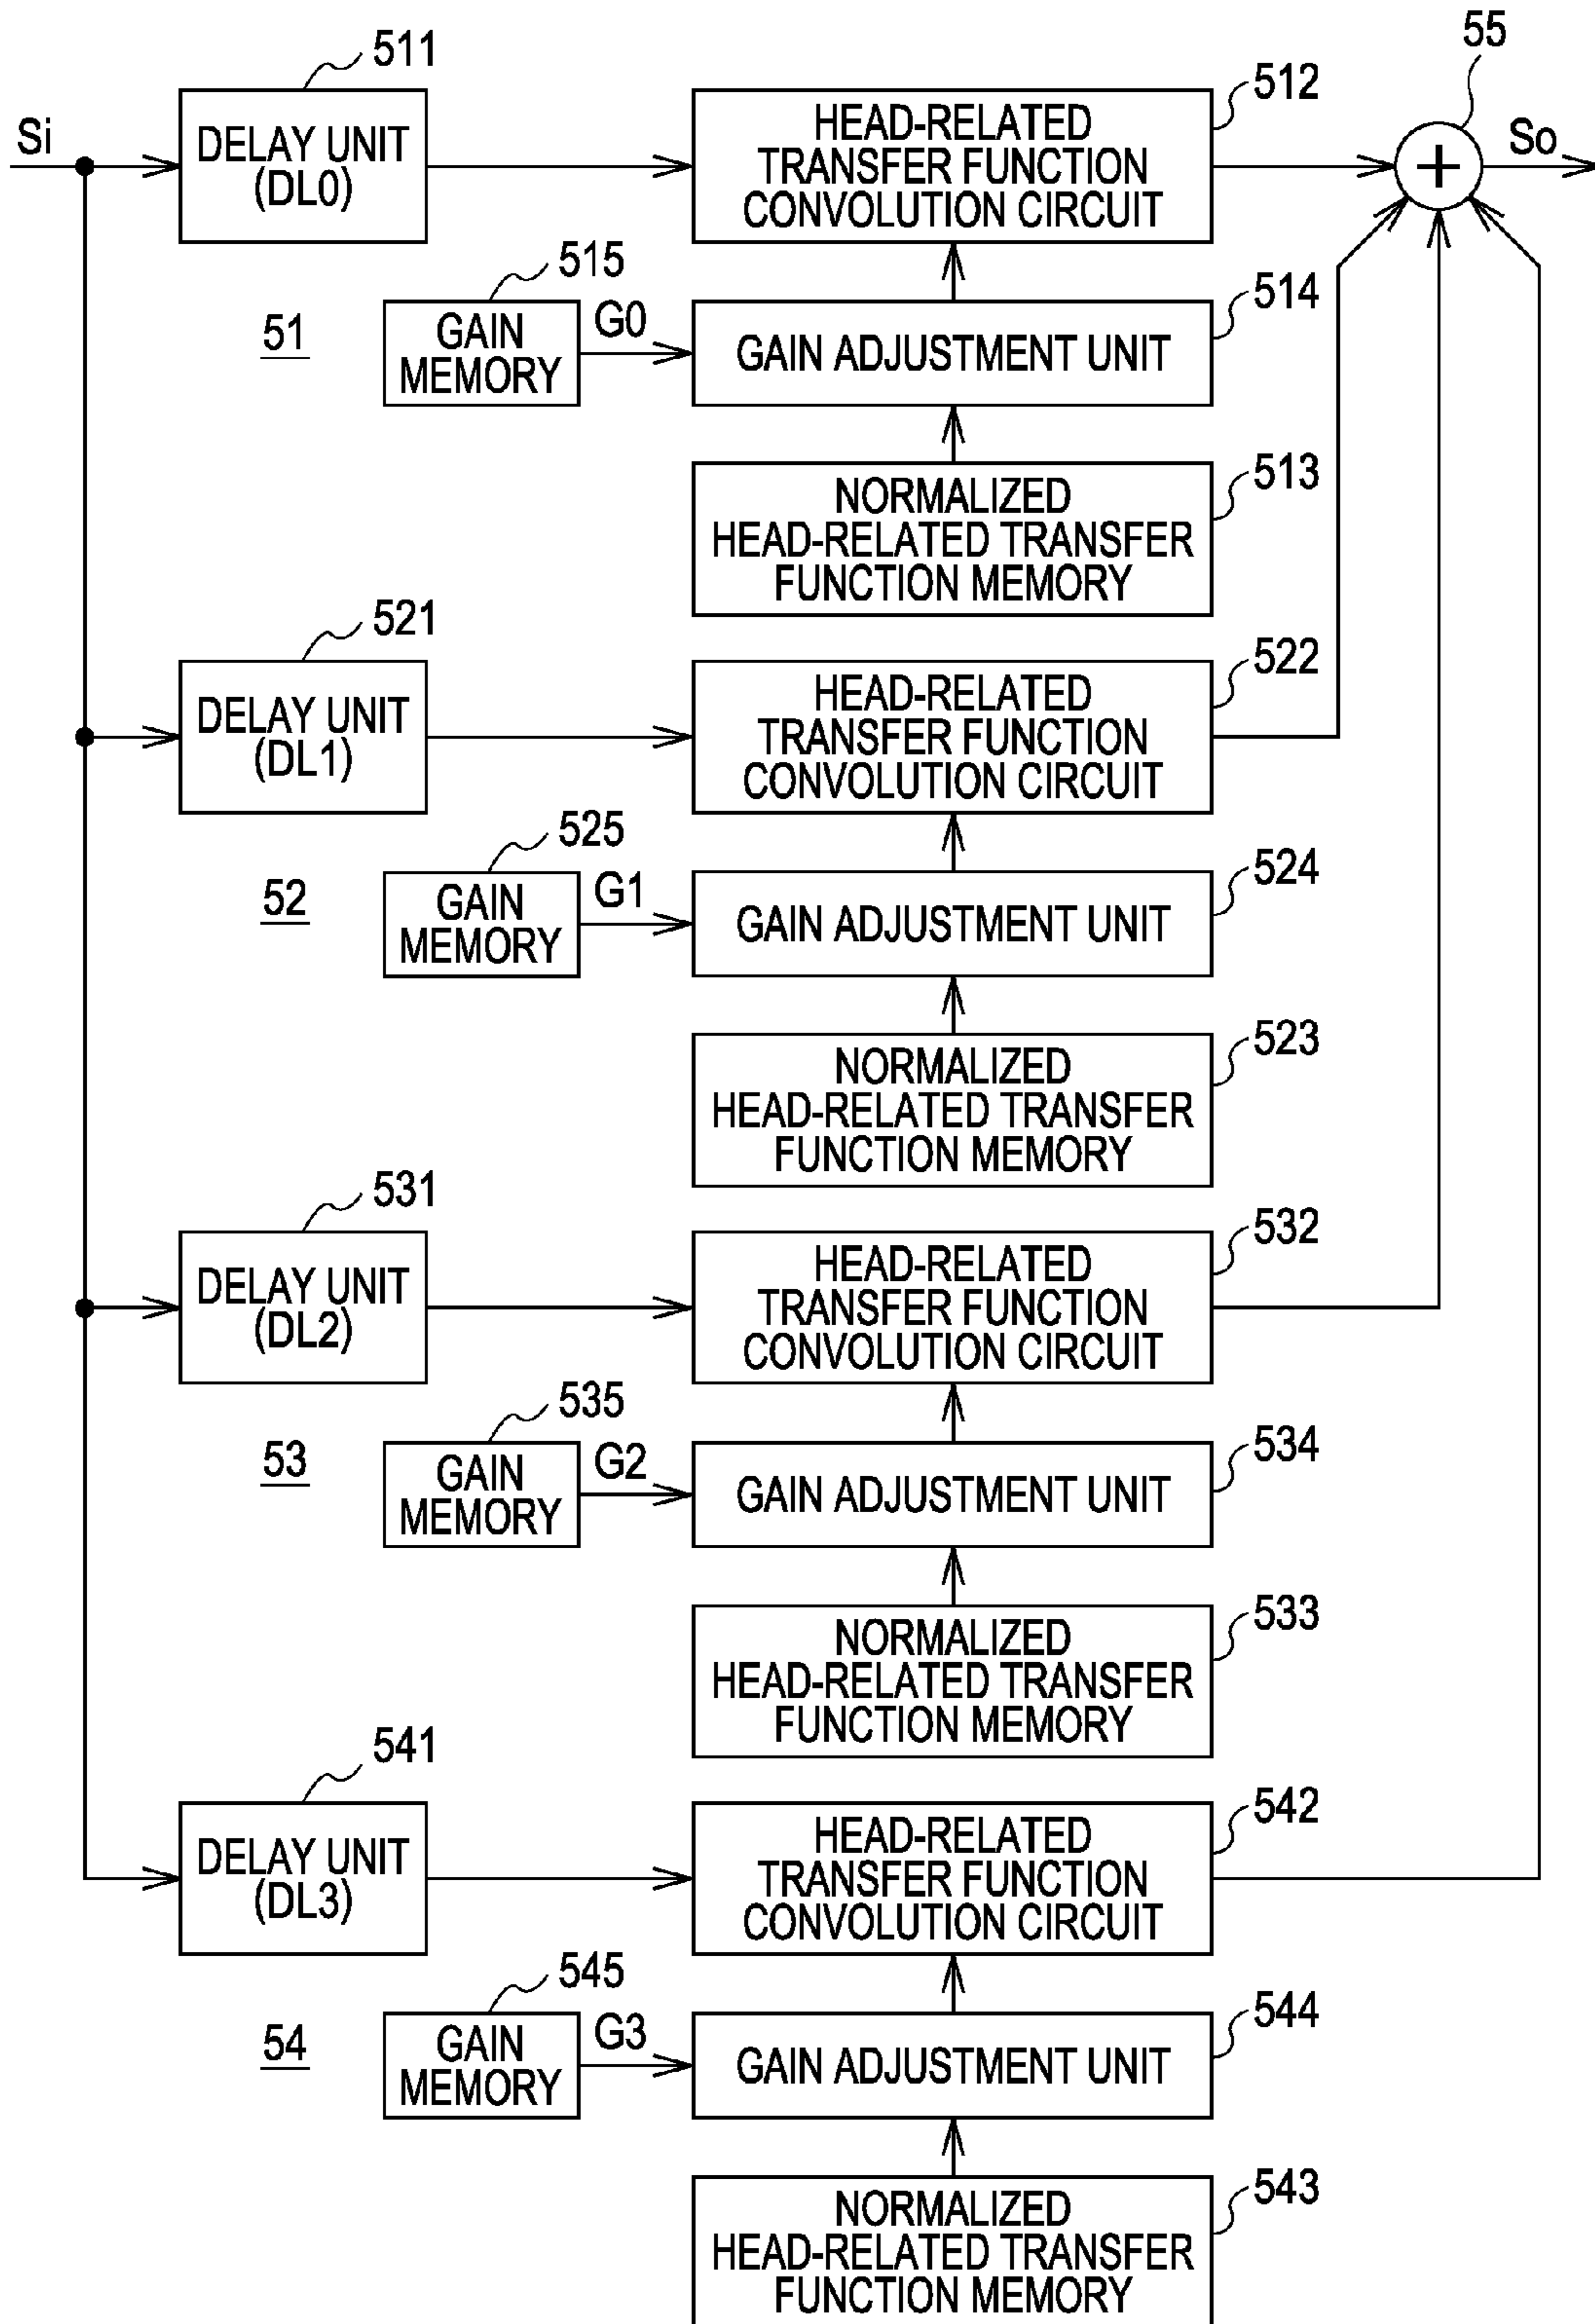 511
55
Si
DELAY UNIT
(DL0)
HEAD-RELATED
TRANSFER FUNCTION
CONVOLUTION CIRCUIT
512
+
So
515
51
GAIN
MEMORY
G0
GAIN ADJUSTMENT UNIT
514
NORMALIZED
HEAD-RELATED TRANSFER
FUNCTION MEMORY
513
521
DELAY UNIT
(DL1)
HEAD-RELATED
TRANSFER FUNCTION
CONVOLUTION CIRCUIT
522
525
52
GAIN
MEMORY
G1
GAIN ADJUSTMENT UNIT
524
NORMALIZED
HEAD-RELATED TRANSFER
FUNCTION MEMORY
523
531
DELAY UNIT
(DL2)
HEAD-RELATED
TRANSFER FUNCTION
CONVOLUTION CIRCUIT
532
535
53
GAIN
MEMORY
G2
GAIN ADJUSTMENT UNIT
534
NORMALIZED
HEAD-RELATED TRANSFER
FUNCTION MEMORY
533
541
DELAY UNIT
(DL3)
HEAD-RELATED
TRANSFER FUNCTION
CONVOLUTION CIRCUIT
542
545
54
GAIN
MEMORY
G3
GAIN ADJUSTMENT UNIT
544
NORMALIZED
HEAD-RELATED TRANSFER
FUNCTION MEMORY
543